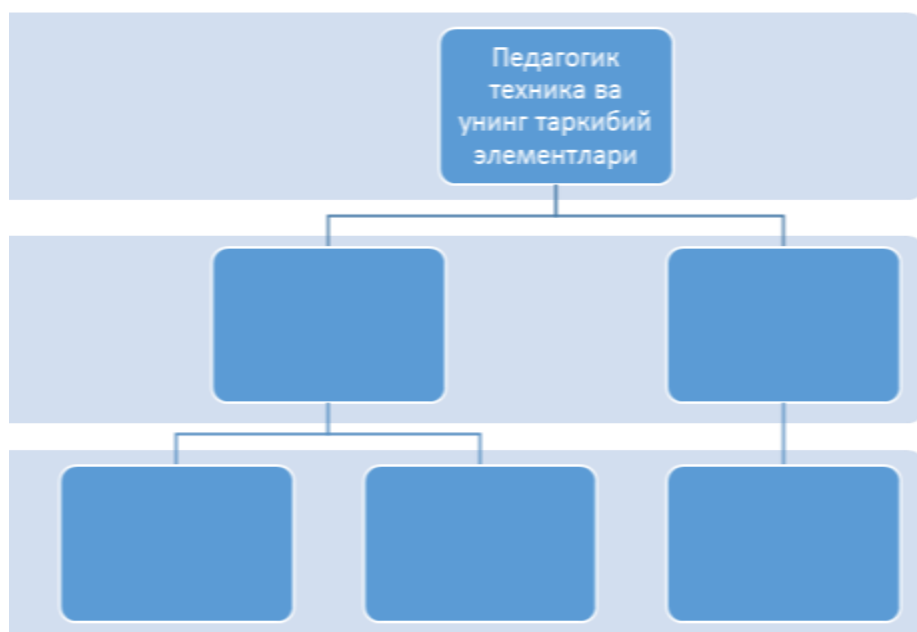 Педагогик
техника ва
унинг таркибий
элементлари